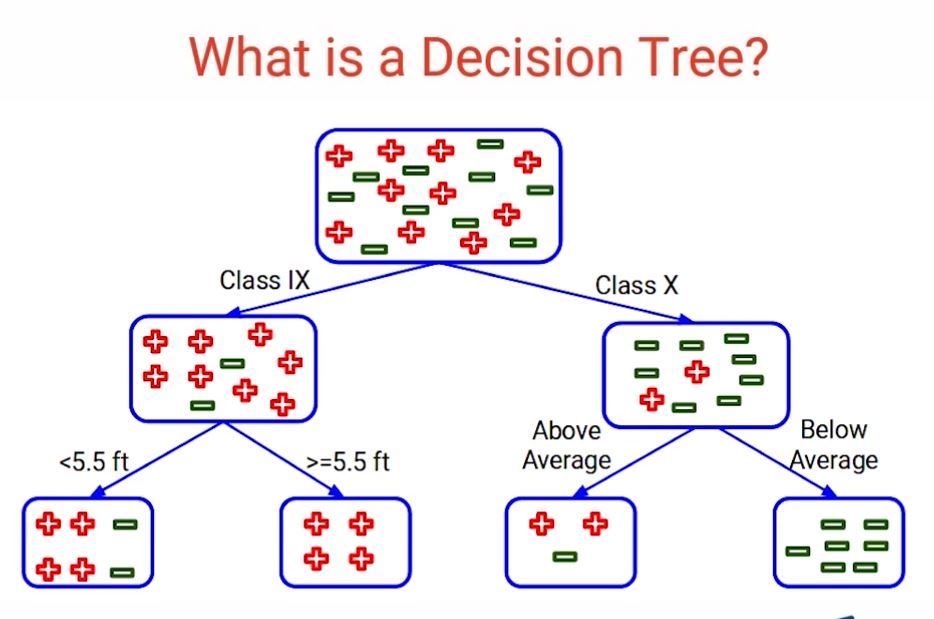 What is a Decision Tree?
Class IX
Class X
<5.5 ft
>=5.5 ft
Above
Average
Below
Average